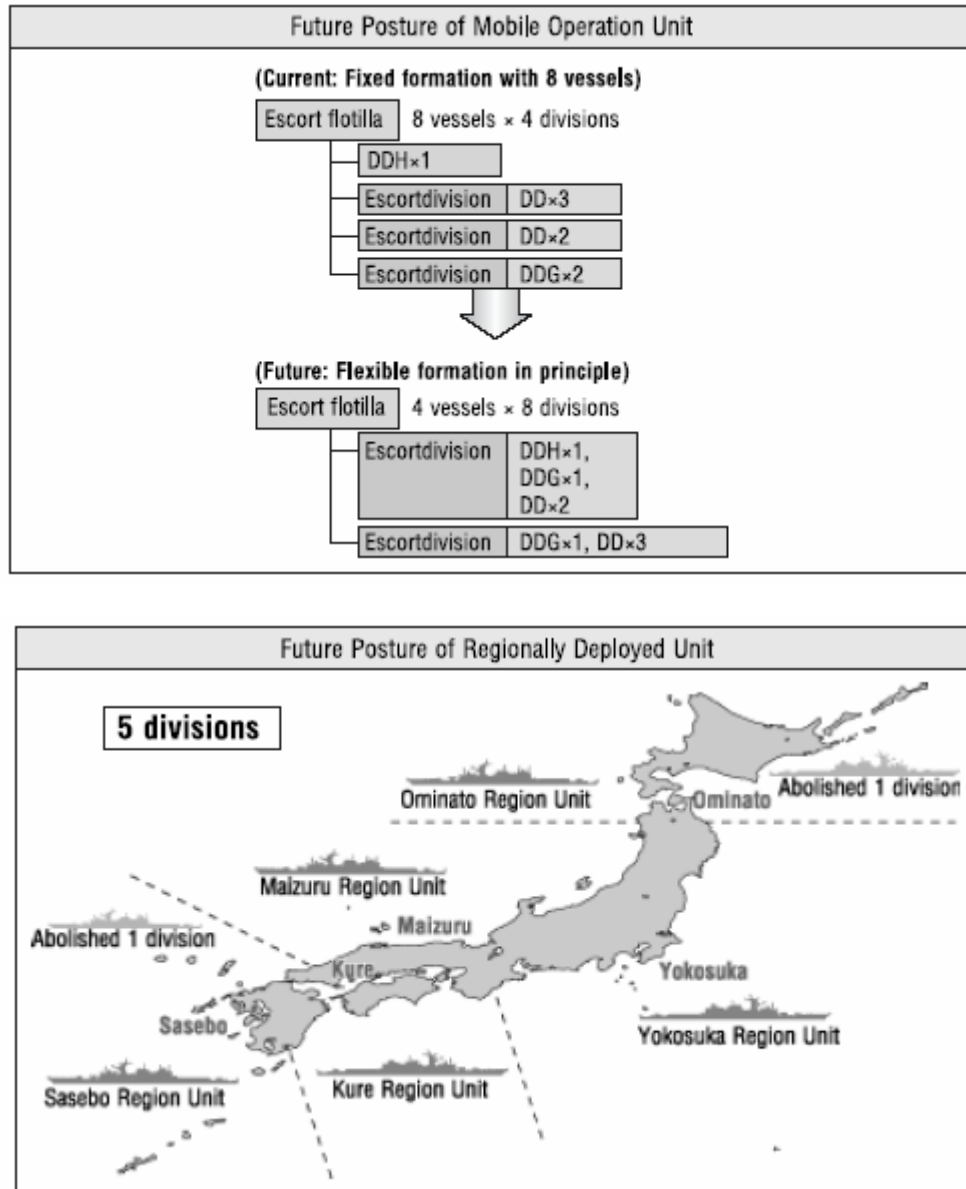 Future Posture of Mobile Operation Unit
(Current: Fixed formation with 8 vessels)
Escort flotilla 8 vessels × 4 divisions
DDH×1
Escortdivision DD×3
Escortdivision DD×2
Escortdivision DDG×2
(Future: Flexible formation in principle)
Escort flotilla 4 vessels × 8 divisions
Escortdivision DDH×1,
DDG×1,
DD×2
Escortdivision DDG×1, DD×3
Future Posture of Regionally Deployed Unit
5 divisions
Ominato Region Unit
Ominato
Abolished 1 division
Maizuru Region Unit
Maizuru
Abolished 1 division
Kure
Yokosuka
Sasebo
Yokosuka Region Unit
Kure Region Unit
Sasebo Region Unit